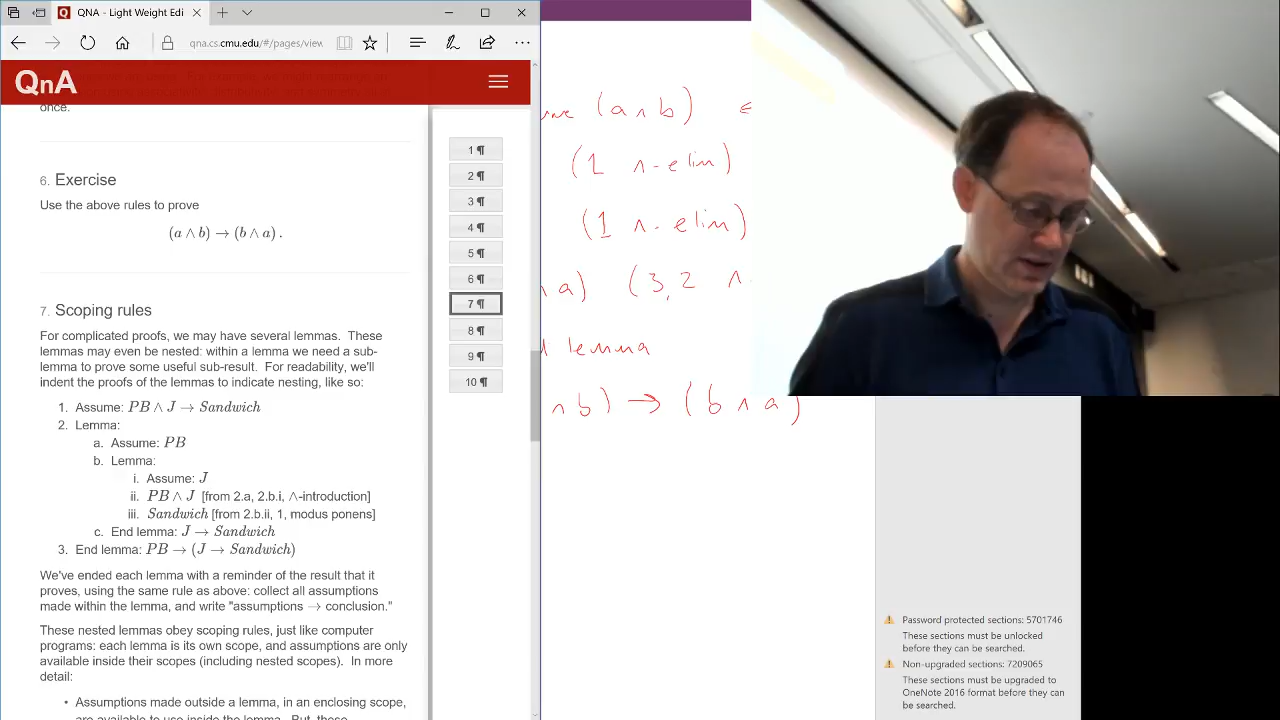 QnA - Light Weight Edi
qna.cs.cmu.edu/#/pages/view
QnA
once.
6. Exercise
Use the above rules to prove
(a ∧ b) → (b ∧ a) .
7. Scoping rules
For complicated proofs, we may have several lemmas. These
lemmas may even be nested: within a lemma we need a sub-
lemma to prove some useful sub-result. For readability, we'll
indent the proofs of the lemmas to indicate nesting, like so:
1. Assume: PB ∧ J → Sandwich
2. Lemma:
a. Assume: PB
b. Lemma:
i. Assume: J
ii. PB ∧ J [from 2.a, 2.b.i, ∧-introduction]
iii. Sandwich [from 2.b.ii, 1, modus ponens]
c. End lemma: J → Sandwich
3. End lemma: PB → (J → Sandwich)
We've ended each lemma with a reminder of the result that it
proves, using the same rule as above: collect all assumptions
made within the lemma, and write "assumptions → conclusion."
These nested lemmas obey scoping rules, just like computer
programs: each lemma is its own scope, and assumptions are only
available inside their scopes (including nested scopes). In more
detail:
• Assumptions made outside a lemma, in an enclosing scope,
are available to use inside the lemma. But, these
1 ¶
2 ¶
3 ¶
4 ¶
5 ¶
6 ¶
7 ¶
8 ¶
9 ¶
10 ¶
(a ∧ b)
(1 ∧-elim)
(1 ∧-elim)
∧ a) (3,2 ∧-
lemma
∧ b) → (b ∧ a)
Password protected sections: 5701746
These sections must be unlocked
before they can be searched.
Non-upgraded sections: 7209065
These sections must be upgraded to
OneNote 2016 format before they can
be searched.